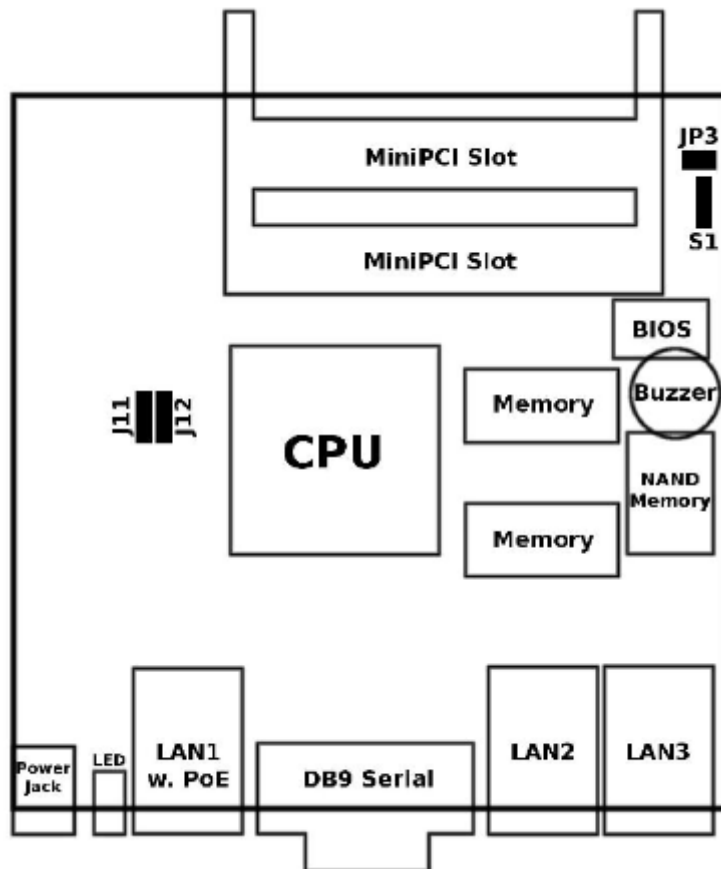 MiniPCI Slot
JP3
S1
MiniPCI Slot
BIOS
Buzzer
J11
J12
CPU
Memory
NAND
Memory
Memory
Power
Jack
LED
LAN1
w. PoE
DB9 Serial
LAN2
LAN3